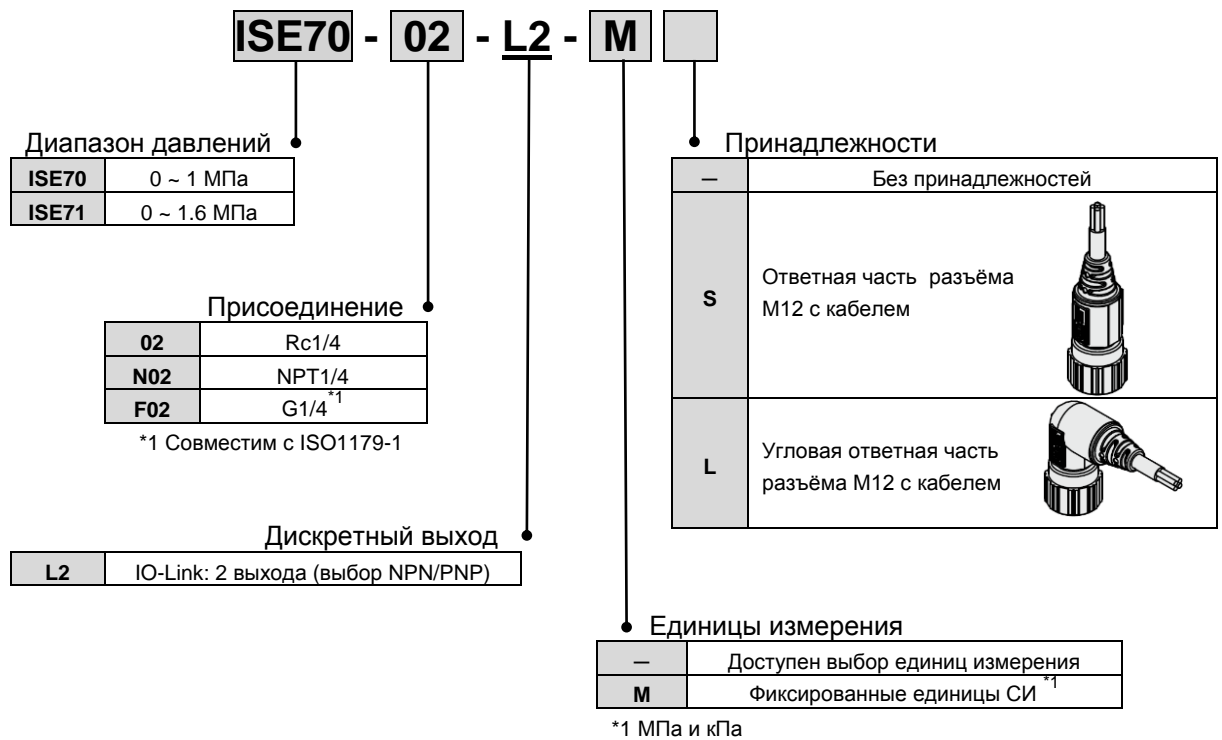 ISE70 - 02 - L2 - M
Диапазон давлений
ISE70 0 ~ 1 МПа
ISE71 0 ~ 1.6 МПа
Присоединение
02 Rc1/4
N02 NPT1/4
F02 G1/4*1
*1 Совместим с ISO1179-1
Дискретный выход
L2 IO-Link: 2 выхода (выбор NPN/PNP)
Принадлежности
— Без принадлежностей
S Ответная часть разъёма
M12 с кабелем
L Угловая ответная часть
разъёма M12 с кабелем
Единицы измерения
— Доступен выбор единиц измерения
M Фиксированные единицы СИ *1
*1 МПа и кПа